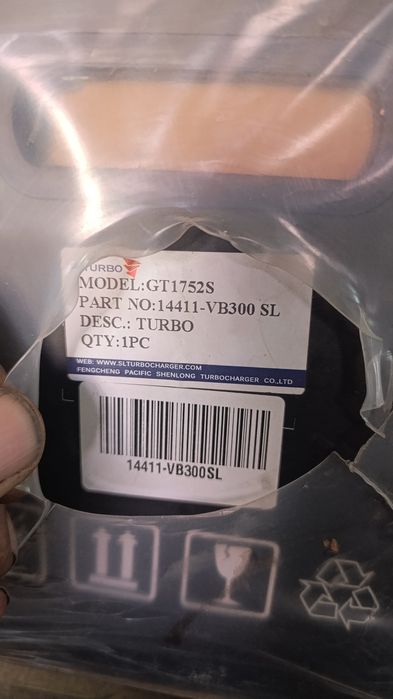 TURBO
MODEL:GT1752S
PART NO:14411-VB300 SL
DESC.: TURBO
QTY:1PC
WEB: WWW.SLTURBOCHARGER.COM
FENGCHENG PACIFIC SHENLONG TURBOCHARGER CO.,LTD
14411-VB300SL